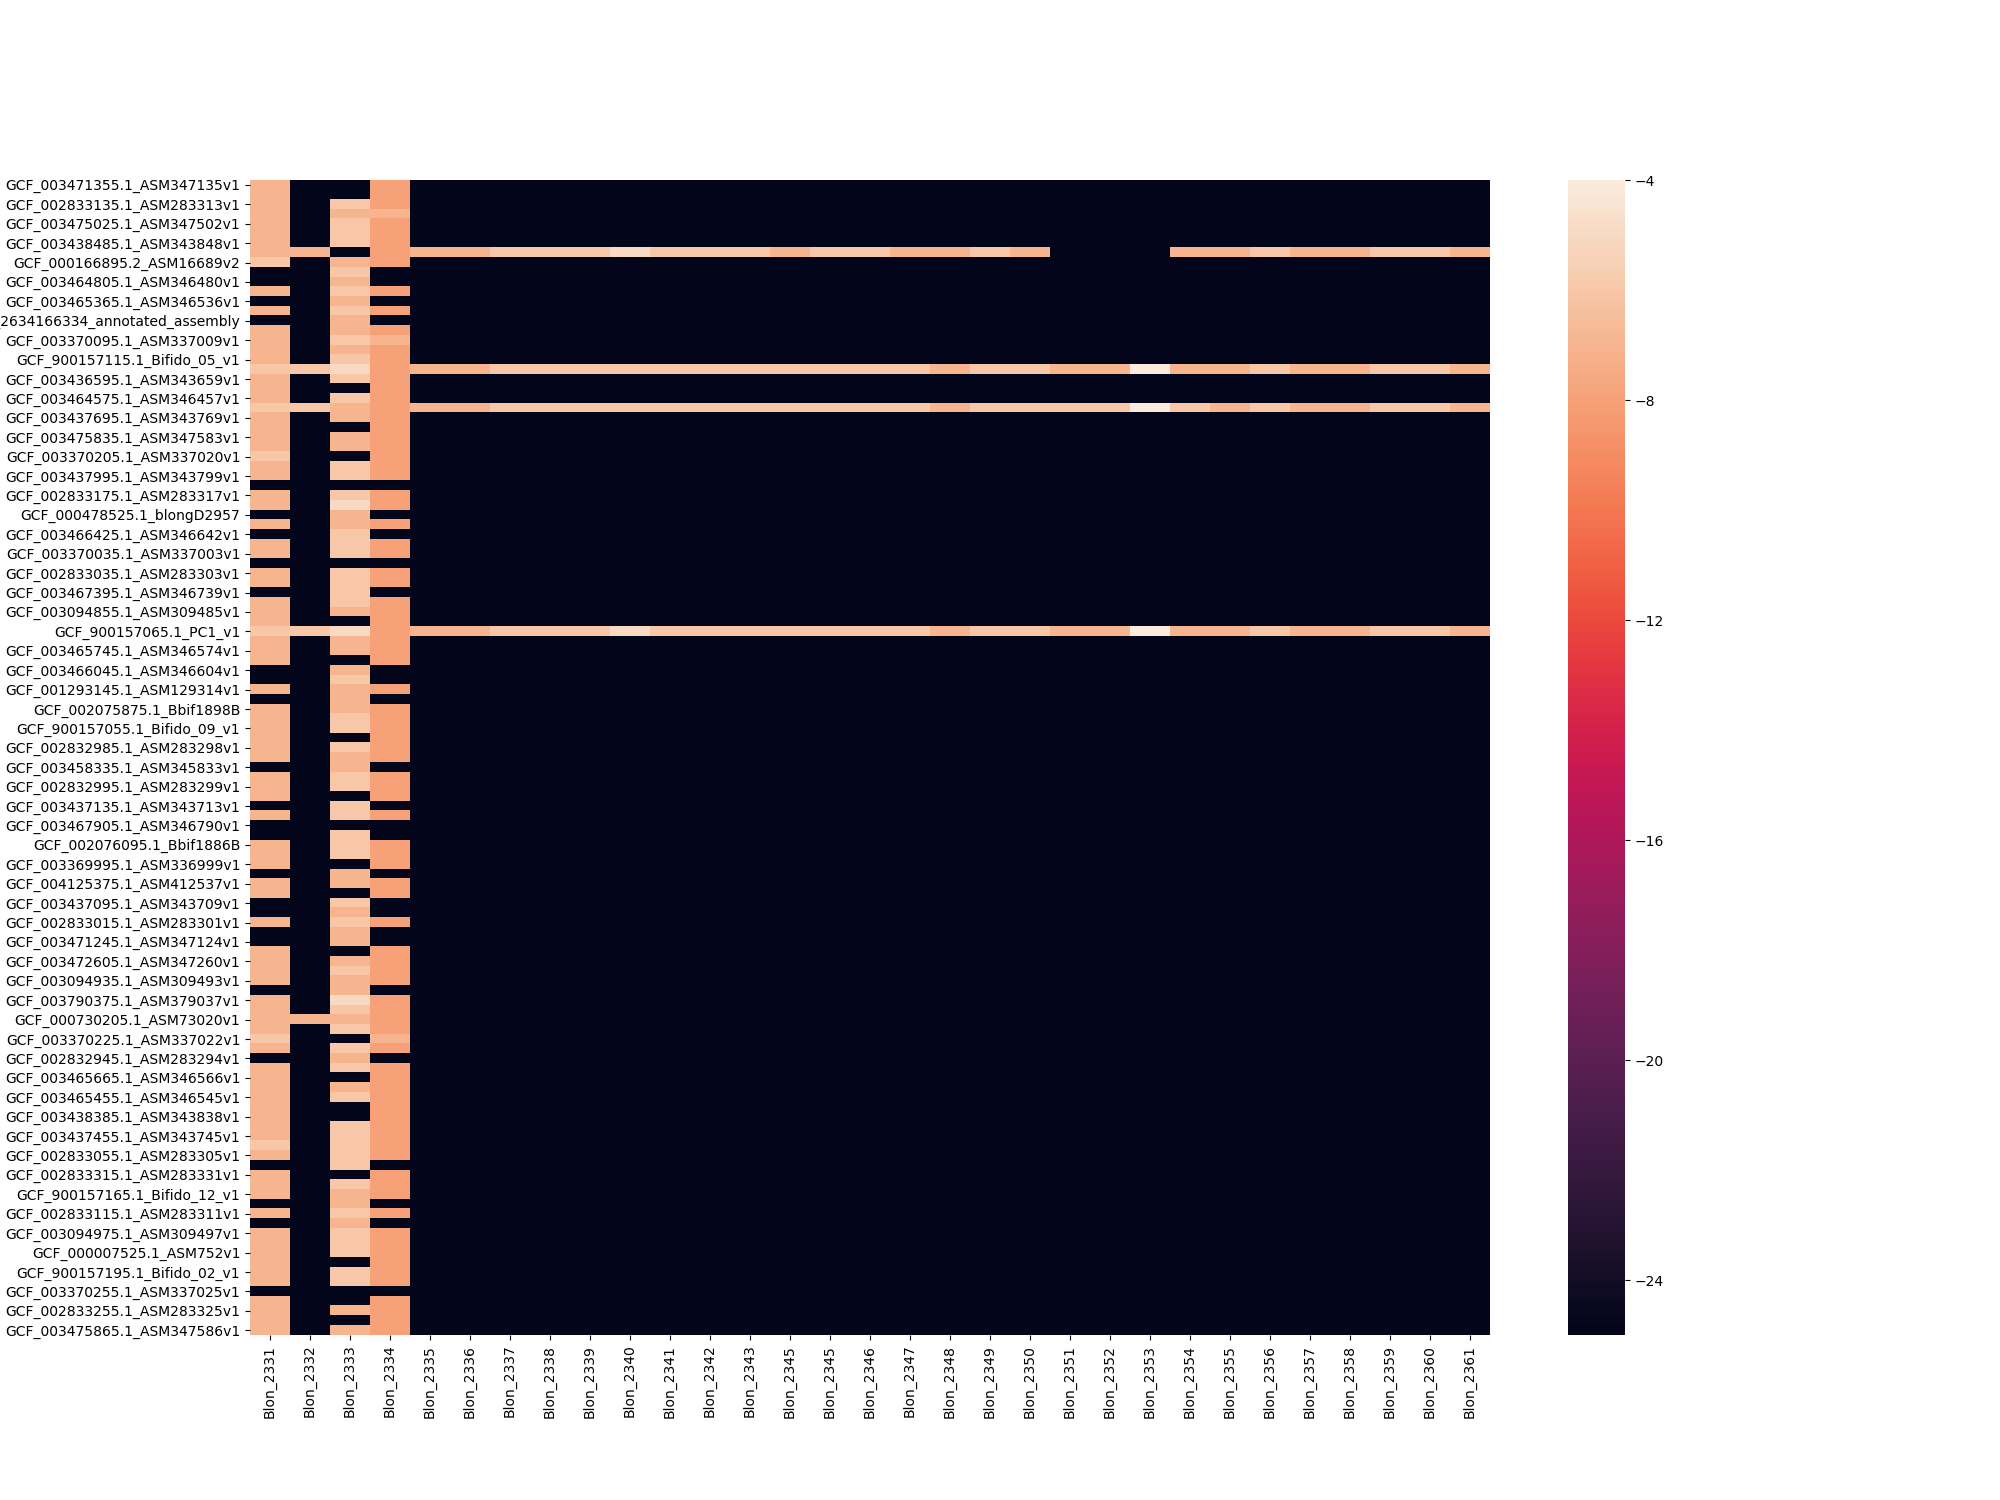 GCF_003471355.1_ASM347135v1
GCF_002833135.1_ASM283313v1
GCF_003475025.1_ASM347502v1
GCF_003438485.1_ASM343848v1
GCF_000166895.2_ASM16689v2
GCF_003464805.1_ASM346480v1
GCF_003465365.1_ASM346536v1
2634166334_annotated_assembly
GCF_003370095.1_ASM337009v1
GCF_900157115.1_Bifido_05_v1
GCF_003436595.1_ASM343659v1
GCF_003464575.1_ASM346457v1
GCF_003437695.1_ASM343769v1
GCF_003475835.1_ASM347583v1
GCF_003370205.1_ASM337020v1
GCF_003437995.1_ASM343799v1
GCF_002833175.1_ASM283317v1
GCF_000478525.1_blongD2957
GCF_003466425.1_ASM346642v1
GCF_003370035.1_ASM337003v1
GCF_002833035.1_ASM283303v1
GCF_003467395.1_ASM346739v1
GCF_003094855.1_ASM309485v1
GCF_900157065.1_PC1_v1
GCF_003465745.1_ASM346574v1
GCF_003466045.1_ASM346604v1
GCF_001293145.1_ASM129314v1
GCF_002075875.1_Bbif1898B
GCF_900157055.1_Bifido_09_v1
GCF_002832985.1_ASM283298v1
GCF_003458335.1_ASM345833v1
GCF_002832995.1_ASM283299v1
GCF_003437135.1_ASM343713v1
GCF_003467905.1_ASM346790v1
GCF_002076095.1_Bbif1886B
GCF_003369995.1_ASM336999v1
GCF_004125375.1_ASM412537v1
GCF_003437095.1_ASM343709v1
GCF_002833015.1_ASM283301v1
GCF_003471245.1_ASM347124v1
GCF_003472605.1_ASM347260v1
GCF_003094935.1_ASM309493v1
GCF_003790375.1_ASM379037v1
GCF_000730205.1_ASM73020v1
GCF_003370225.1_ASM337022v1
GCF_002832945.1_ASM283294v1
GCF_003465665.1_ASM346566v1
GCF_003465455.1_ASM346545v1
GCF_003438385.1_ASM343838v1
GCF_003437455.1_ASM343745v1
GCF_002833055.1_ASM283305v1
GCF_002833315.1_ASM283331v1
GCF_900157165.1_Bifido_12_v1
GCF_002833115.1_ASM283311v1
GCF_003094975.1_ASM309497v1
GCF_000007525.1_ASM752v1
GCF_900157195.1_Bifido_02_v1
GCF_003370255.1_ASM337025v1
GCF_002833255.1_ASM283325v1
GCF_003475865.1_ASM347586v1
Blon_2331
Blon_2332
Blon_2333
Blon_2334
Blon_2335
Blon_2336
Blon_2337
Blon_2338
Blon_2339
Blon_2340
Blon_2341
Blon_2342
Blon_2343
Blon_2345
Blon_2345
Blon_2346
Blon_2347
Blon_2348
Blon_2349
Blon_2350
Blon_2351
Blon_2352
Blon_2353
Blon_2354
Blon_2355
Blon_2356
Blon_2357
Blon_2358
Blon_2359
Blon_2360
Blon_2361
−4
−8
−12
−16
−20
−24